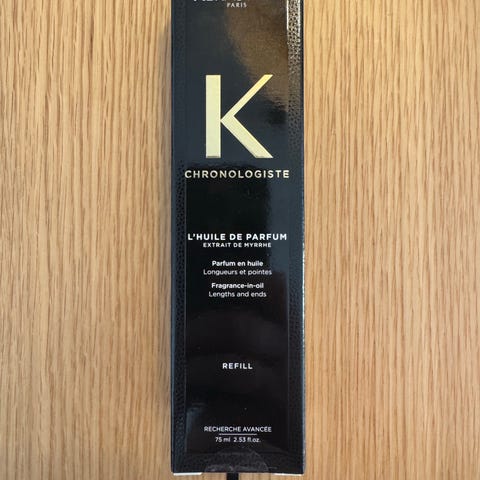 PARIS
K
CHRONOLOGISTE
L'HUILE DE PARFUM
EXTRAIT DE MYRRHE
Parfum en huile
Longueurs et pointes
Fragrance-in-oil
Lengths and ends
REFILL
RECHERCHE AVANCÉE
75 ml 2.53 fl.oz.